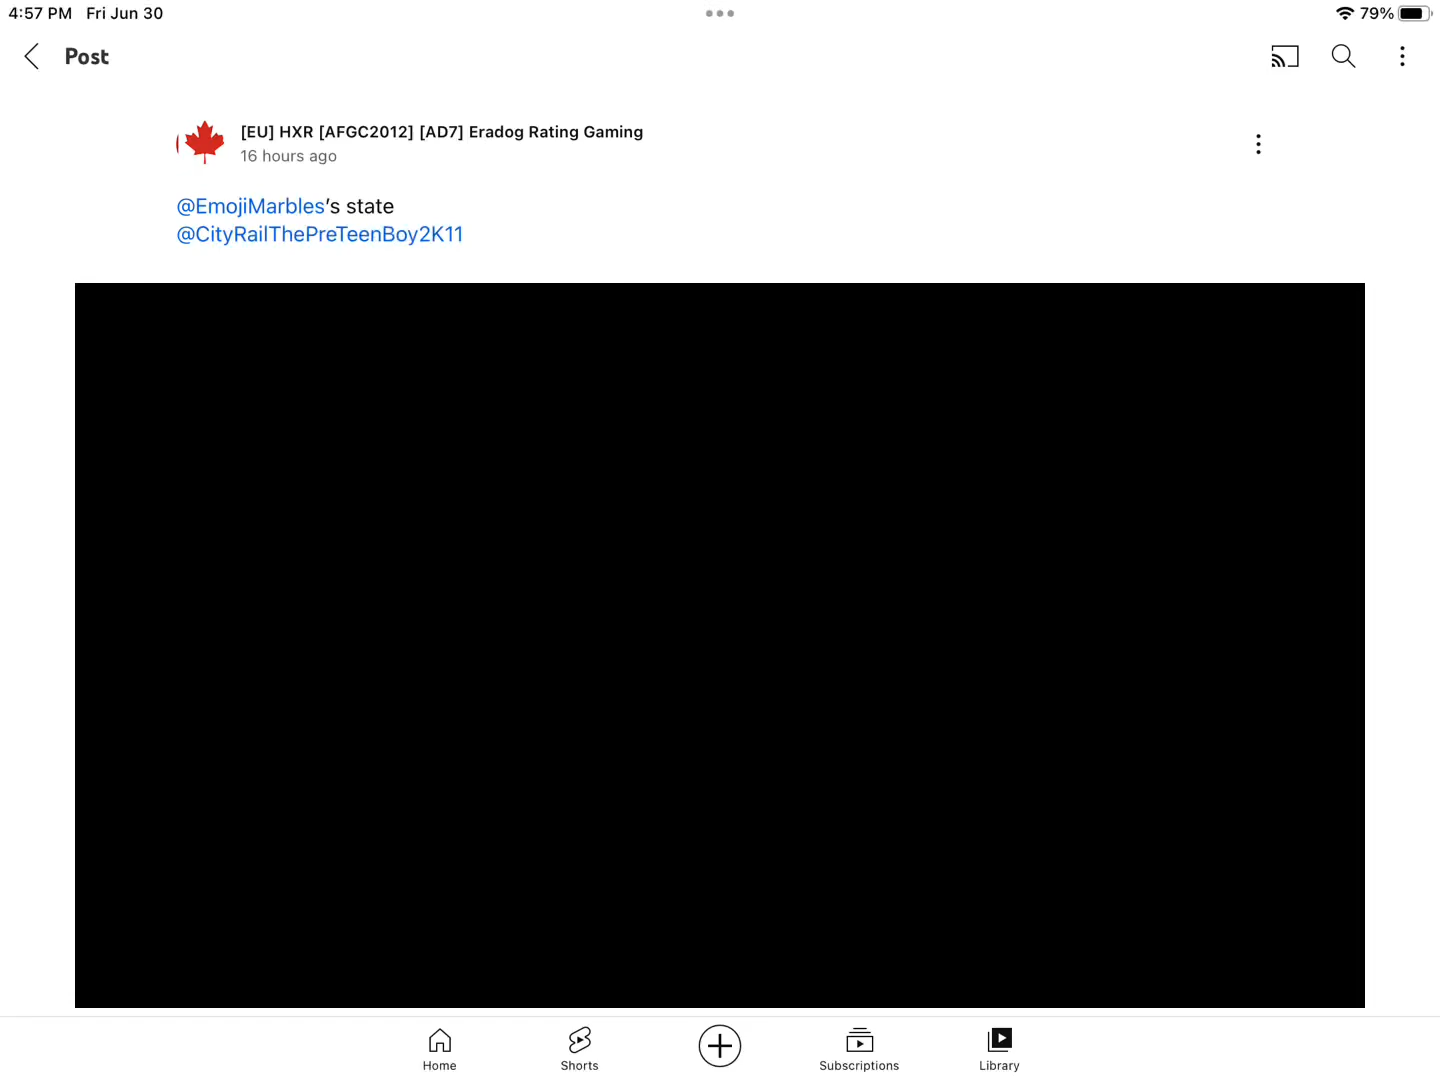 4:57 PM Fri Jun 30
79%
Post
[EU] HXR [AFGC2012] [AD7] Eradog Rating Gaming
16 hours ago
@EmojiMarbles’s state
@CityRailThePreTeenBoy2K11
Home Shorts Subscriptions Library